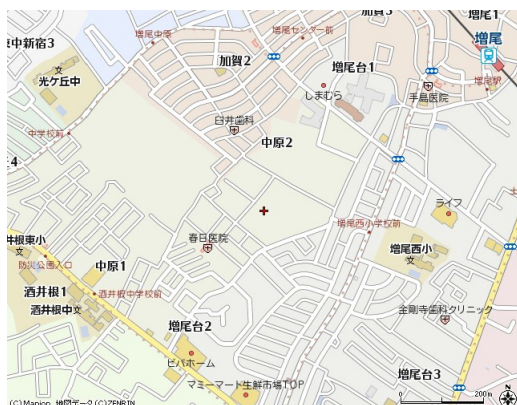 加賀3
増尾1
東中新宿3
増尾中原
増尾センター前
加賀2
増尾
光ケ丘中
増尾台1
増尾駅
しまむら
手島医院
臼井歯科
中学校前
中原2
4
ライフ
増尾西小学校前
井根東小
春日医院
増尾西小
防災公園入口
中原1
酒井根1
酒井根中学校前
金剛寺歯科クリニック
酒井根中
増尾台2
ビバホーム
増尾台3
マミーマート生鮮市場TOP
200m
(C)Mapion, 地図データ(C)ZENRIN